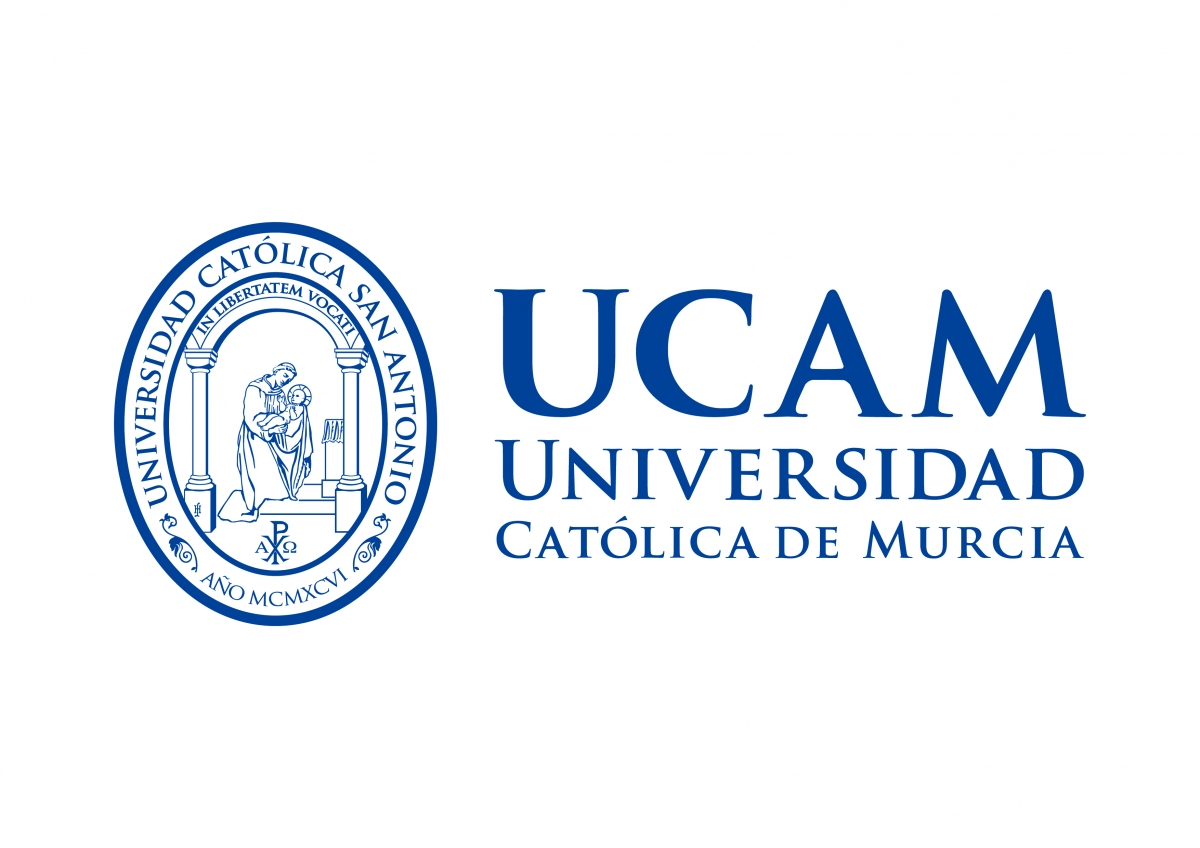 UNIVERSIDAD CATÓLICA SAN ANTONIO
IN LIBERTATEM VOCATI
Α Ω
AÑO MCMXCVI
UCAM
UNIVERSIDAD
CATÓLICA DE MURCIA